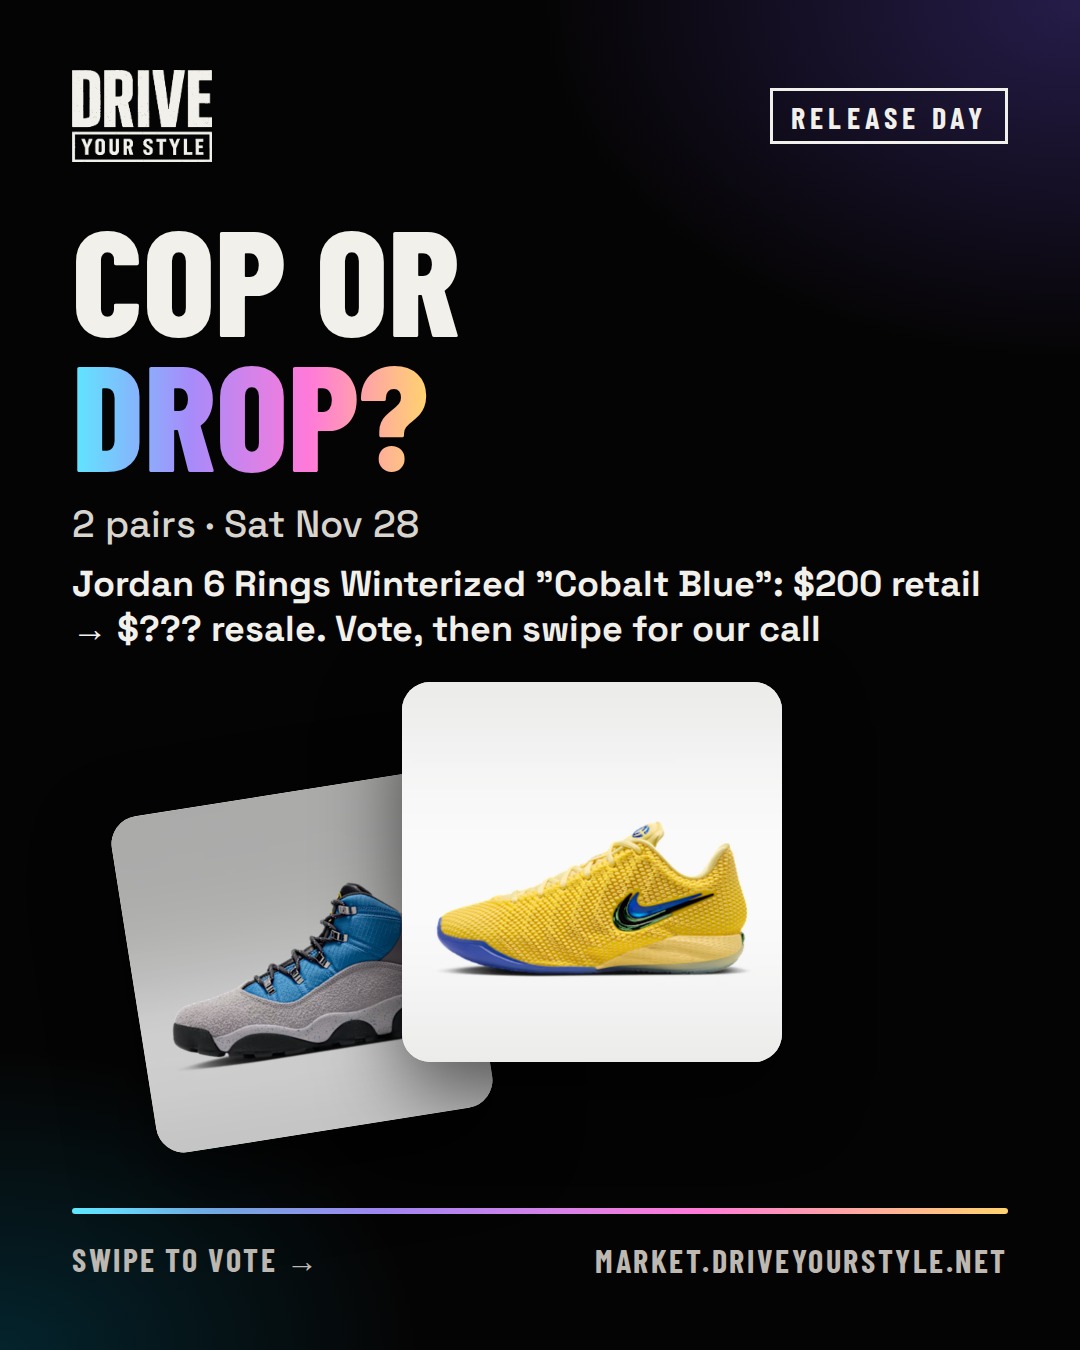 DRIVE
YOUR STYLE
RELEASE DAY
COP OR
DROP?
2 pairs · Sat Nov 28
Jordan 6 Rings Winterized ”Cobalt Blue”: $200 retail
→ $??? resale. Vote, then swipe for our call
SWIPE TO VOTE →
MARKET.DRIVEYOURSTYLE.NET